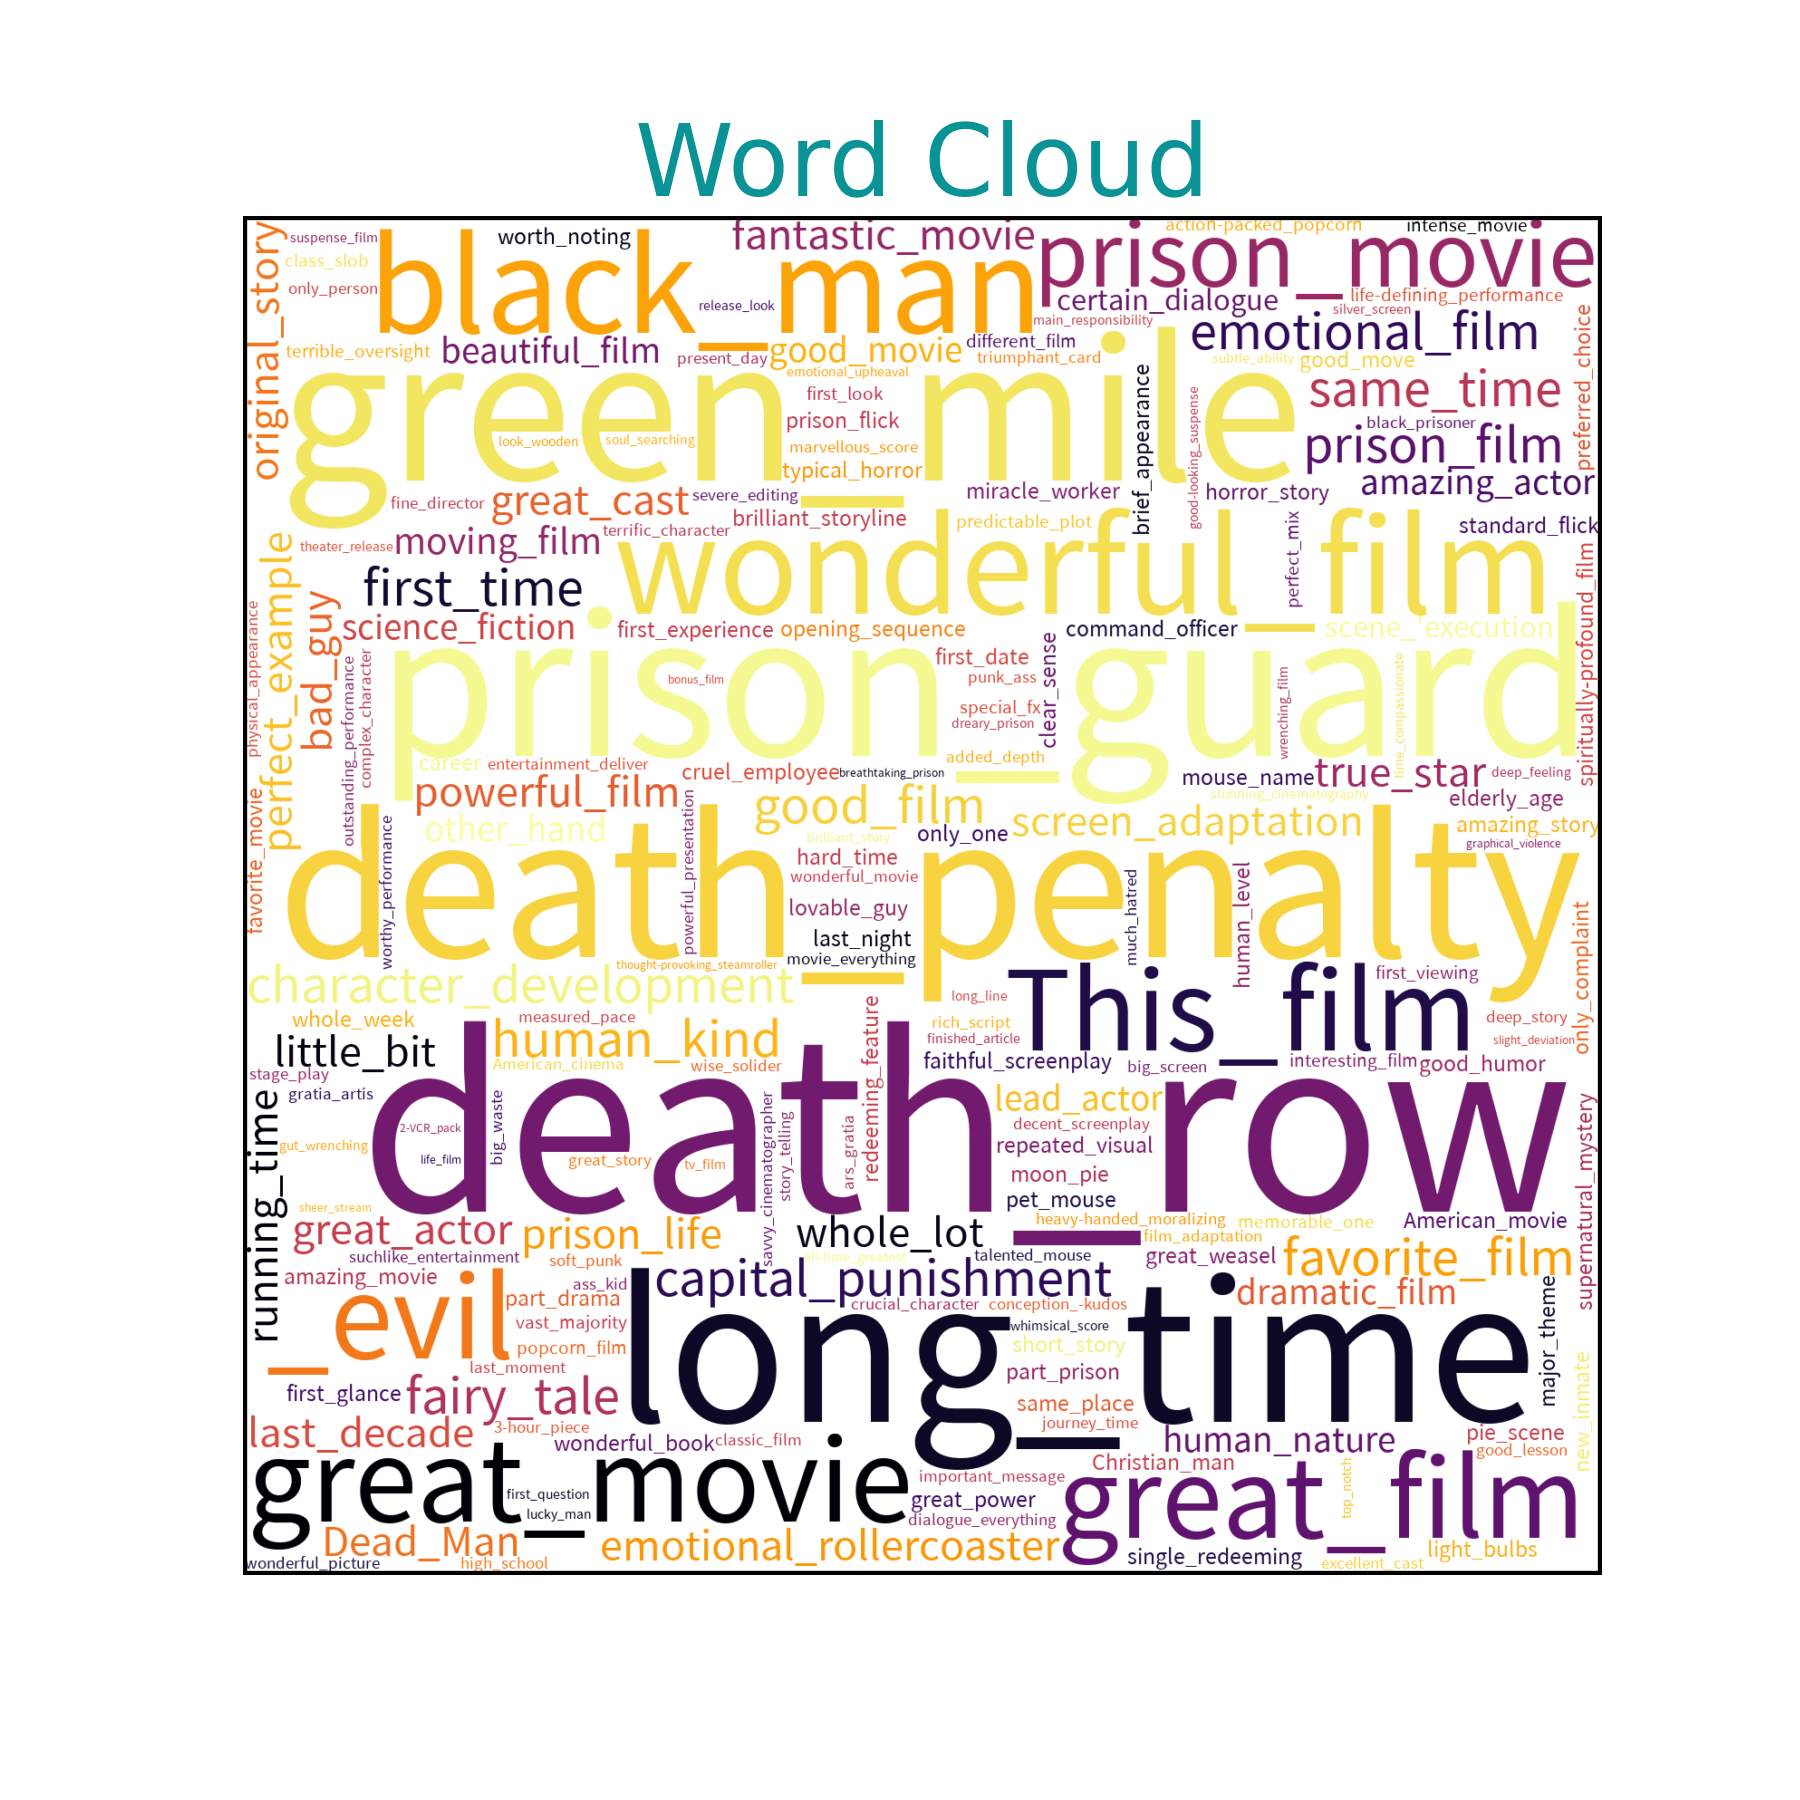 Word Cloud
original_story
suspense_film
class_slob
only_person
black_man
worth_noting
release_look
fantastic_movie
prison_movie
action-packed_popcorn
intense_movie
certain_dialogue
life-defining_performance
silver_screen
main_responsibility
emotional_film
preferred_choice
terrible_oversight
beautiful_film
present_day
good_movie
different_film
triumphant_card
subtle_ability
good_move
emotional_upheaval
green_mile
first_look
prison_flick
marvellous_score
typical_horror
look_wooden
soul_searching
brief_appearance
good-looking_suspense
same_time
black_prisoner
prison_film
amazing_actor
fine_director
great_cast
severe_editing
miracle_worker
horror_story
brilliant_storyline
predictable_plot
standard_flick
theater_release
moving_film
terrific_character
wonderful_film
perfect_mix
perfect_example
first_time
bad_guy
science_fiction
first_experience
opening_sequence
command_officer
scene_'execution
spiritually-profound_film
physical_appearance
outstanding_performance
complex_character
prison_guard
bonus_film
first_date
punk_ass
special_fx
dreary_prison
clear_sense
wrenching_film
time_compassionate
career
entertainment_deliver
cruel_employee
breathtaking_prison
added_depth
mouse_name
true_star
deep_feeling
favorite_movie
powerful_film
good_film
stunning_cinematography
elderly_age
other_hand
brilliant_story
only_one
screen_adaptation
amazing_story
graphical_violence
death_penalty
worthy_performance
powerful_presentation
hard_time
wonderful_movie
lovable_guy
last_night
movie_everything
much_hatred
human_level
only_complaint
character_development
thought-provoking_steamroller
This_film
first_viewing
long_line
whole_week
measured_pace
redeeming_feature
rich_script
finished_article
deep_story
slight_deviation
little_bit
human_kind
American_cinema
wise_solider
faithful_screenplay
big_screen
interesting_film
good_humor
stage_play
gratia_artis
running_time
death_row
2-VCR_pack
life_film
big_waste
gut_wrenching
great_story
tv_film
savvy_cinematographer
story_telling
ars_gratia
lead_actor
decent_screenplay
repeated_visual
moon_pie
pet_mouse
supernatural_mystery
sheer_stream
great_actor
prison_life
whole_lot
heavy-handed_moralizing
film_adaptation
memorable_one
American_movie
suchlike_entertainment
soft_punk
all-time_greatest
talented_mouse
great_weasel
favorite_film
amazing_movie
ass_kid
capital_punishment
_evil
part_drama
vast_majority
popcorn_film
last_moment
crucial_character
conception_-kudos
dramatic_film
long_time
whimsical_score
short_story
part_prison
major_theme
new_inmate
first_glance
fairy_tale
same_place
journey_time
last_decade
3-hour_piece
wonderful_book
classic_film
human_nature
pie_scene
good_lesson
great_movie
first_question
lucky_man
important_message
great_power
dialogue_everything
Christian_man
great_film
top_notch
Dead_Man
emotional_rollercoaster
single_redeeming
light_bulbs
wonderful_picture
high_school
excellent_cast